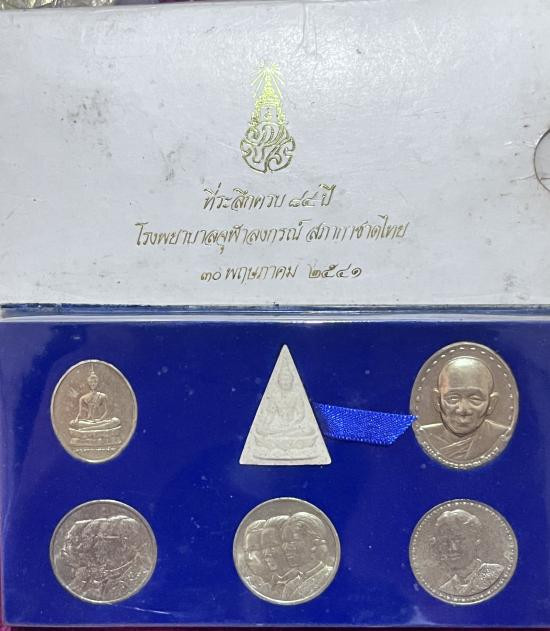 ที่ระลึกครบ ๘๔ ปี
โรงพยาบาลจุฬาลงกรณ์ สภากาชาดไทย
๓๐ พฤษภาคม ๒๕๔๑